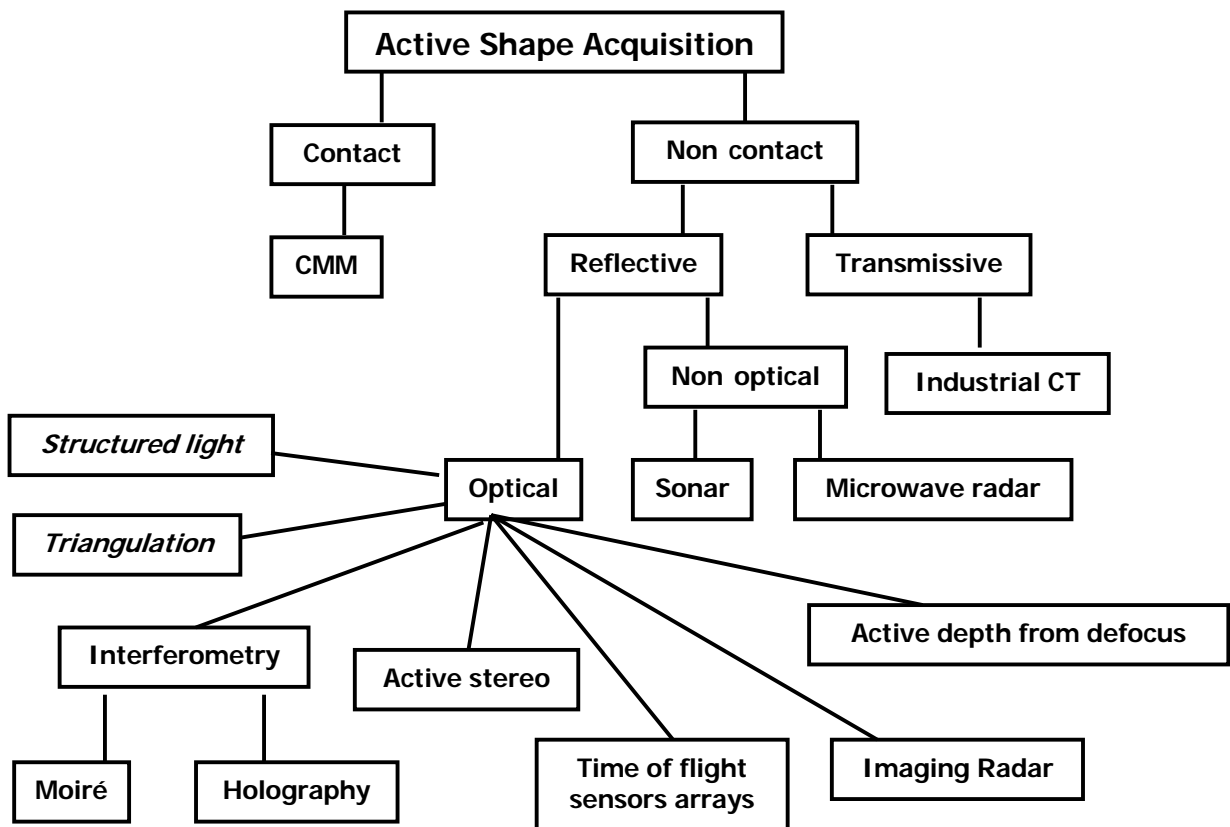 Active Shape Acquisition
Contact
Non contact
CMM
Reflective
Transmissive
Non optical
Industrial CT
Structured light
Optical
Sonar
Microwave radar
Triangulation
Interferometry
Active stereo
Active depth from defocus
Moiré
Holography
Time of flight
sensors arrays
Imaging Radar